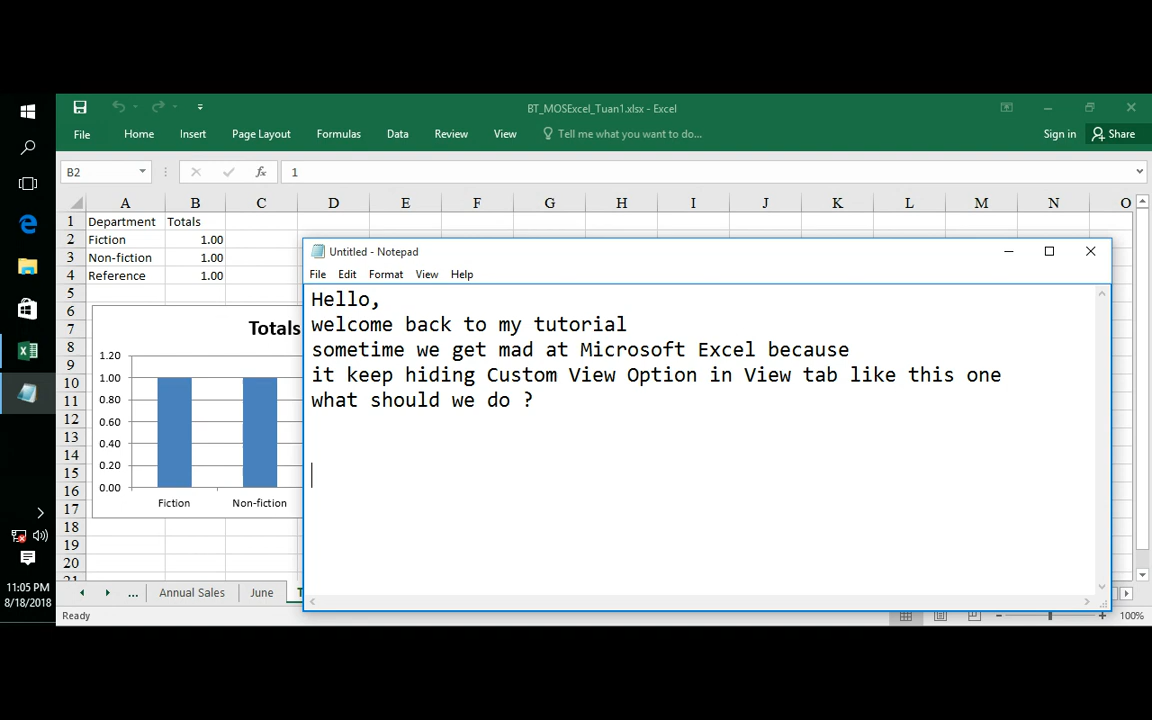 BT_MOSExcel_Tuan1.xlsx - Excel
File Home Insert Page Layout Formulas Data Review View Tell me what you want to do... Sign in Share
B2 fx 1
A B C D E F G H I J K L M N O
1 Department Totals
2 Fiction 1.00
3 Non-fiction 1.00
4 Reference 1.00
5
6
7
8
9
10
11
12
13
14
15
16
17
18
19
20
21
Totals
1.20
1.00
0.80
0.60
0.40
0.20
0.00
Fiction Non-fiction
Untitled - Notepad
File Edit Format View Help
Hello,
welcome back to my tutorial
sometime we get mad at Microsoft Excel because
it keep hiding Custom View Option in View tab like this one
what should we do ?
... Annual Sales June T
Ready 100%
11:05 PM
8/18/2018